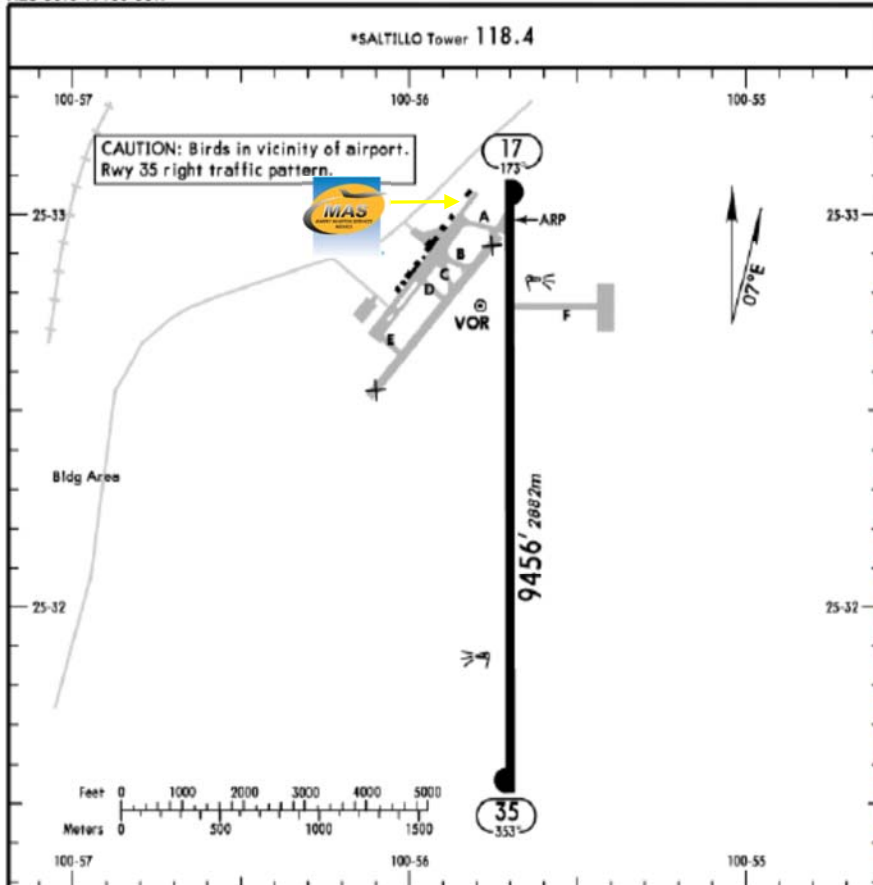 *SALTILLO Tower 118.4
100-57
100-56
100-55
CAUTION: Birds in vicinity of airport.
Rwy 35 right traffic pattern.
17
173°
MAS
25-33
A
ARP
25-33
B
C
D
VOR
F
07°E
E
Bldg Area
9456' 2882m
25-32
25-32
Feet 0 1000 2000 3000 4000 5000
Meters 0 500 1000 1500
35
353°
100-57
100-56
100-55